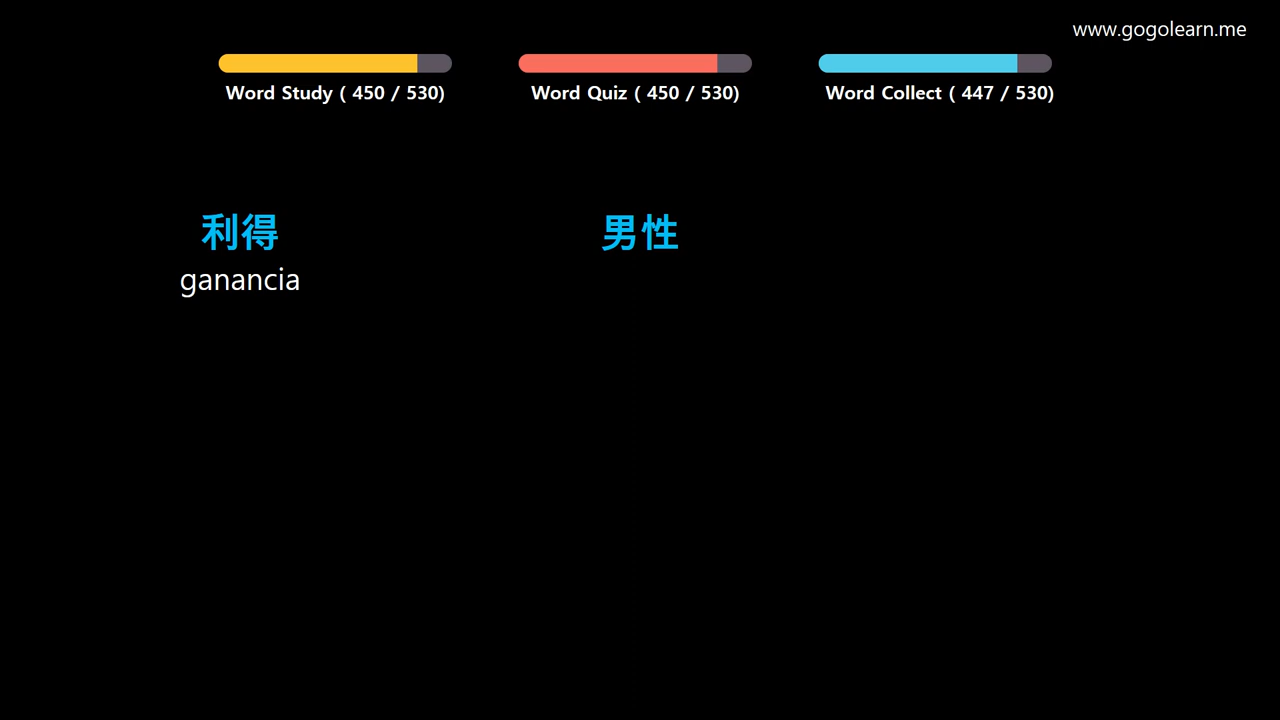 www.gogolearn.me
Word Study ( 450 / 530)
Word Quiz ( 450 / 530)
Word Collect ( 447 / 530)
利得
ganancia
男性